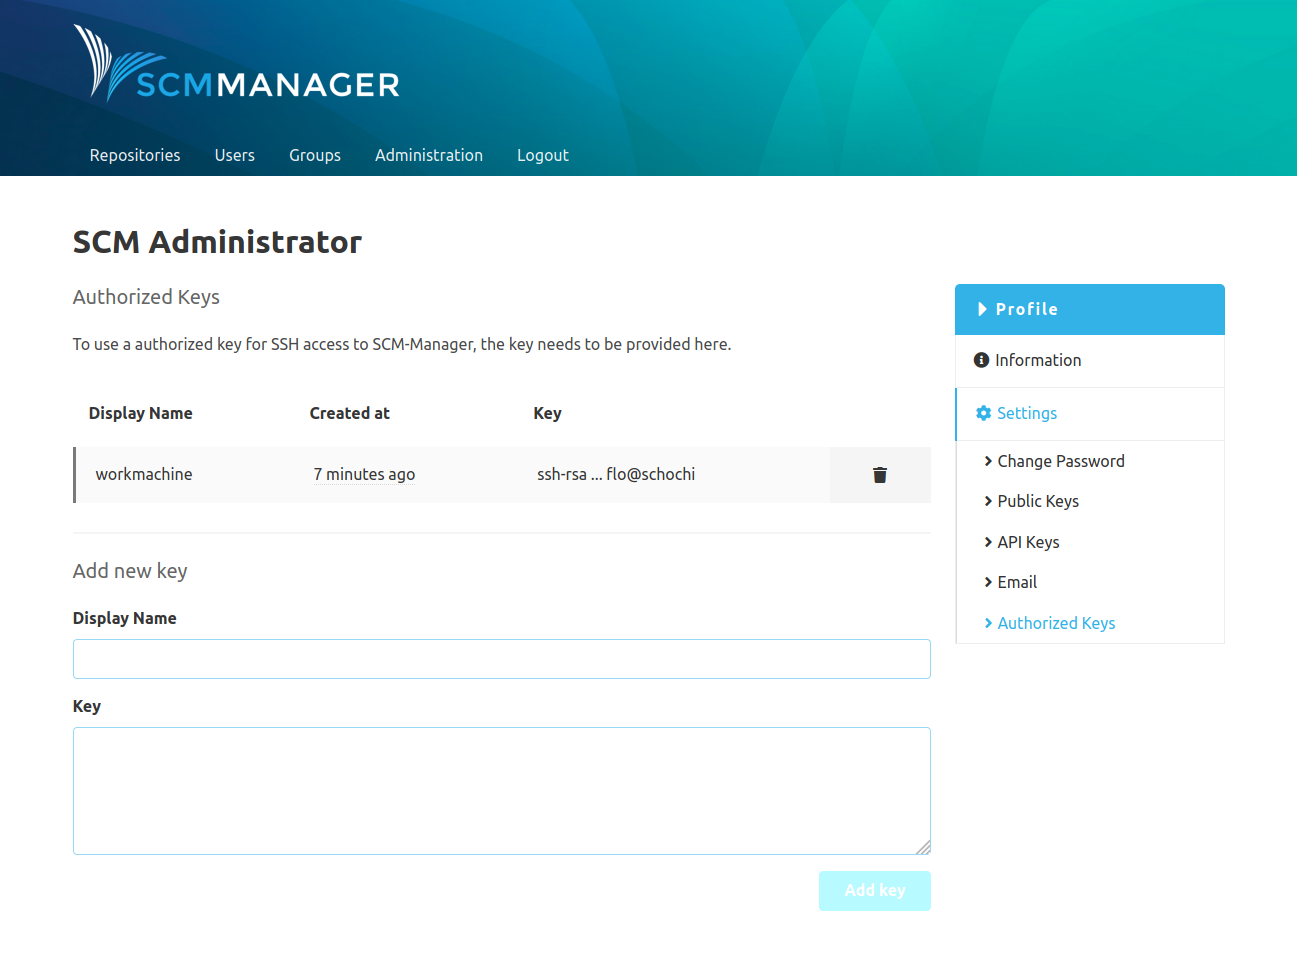 SCMMANAGER
Repositories Users Groups Administration Logout
SCM Administrator
Authorized Keys
To use a authorized key for SSH access to SCM-Manager, the key needs to be provided here.
Display Name Created at Key
workmachine 7 minutes ago ssh-rsa ... flo@schochi
Add new key
Display Name
Key
Add key
Profile
Information
Settings
Change Password
Public Keys
API Keys
Email
Authorized Keys